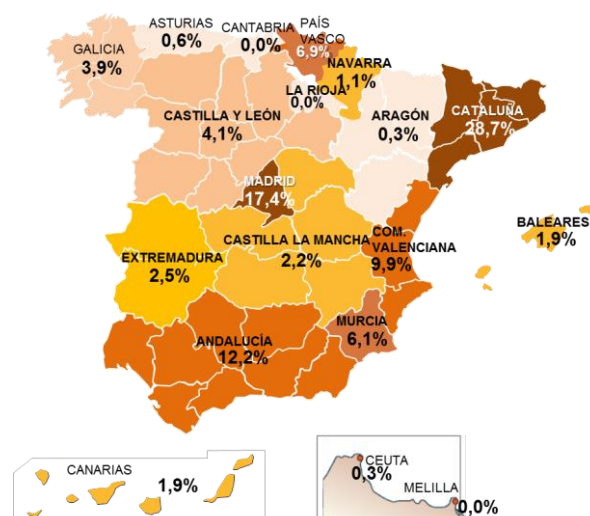 ASTURIAS
0,6%
CANTABRIA
0,0%
PAÍS
VASCO
6,9%
GALICIA
3,9%
NAVARRA
1,1%
LA RIOJA
0,0%
CASTILLA Y LEÓN
4,1%
ARAGÓN
0,3%
CATALUÑA
28,7%
MADRID
17,4%
BALEARES
1,9%
COM.
VALENCIANA
9,9%
CASTILLA LA MANCHA
2,2%
EXTREMADURA
2,5%
MURCIA
6,1%
ANDALUCÍA
12,2%
CANARIAS
1,9%
CEUTA
0,3%
MELILLA
0,0%